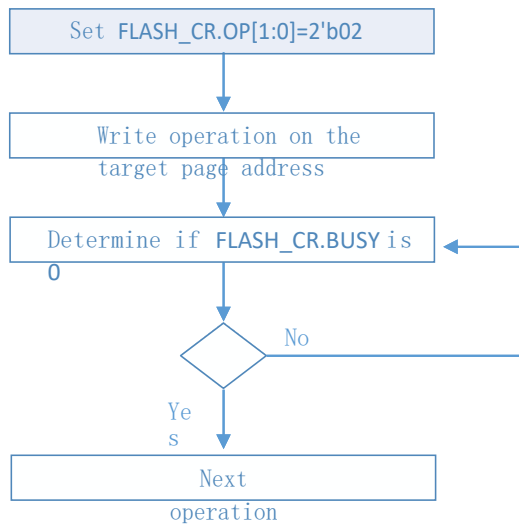 Set FLASH_CR.OP[1:0]=2'b02
Write operation on the
target page address
Determine if FLASH_CR.BUSY is
0
No
Ye
s
Next
operation